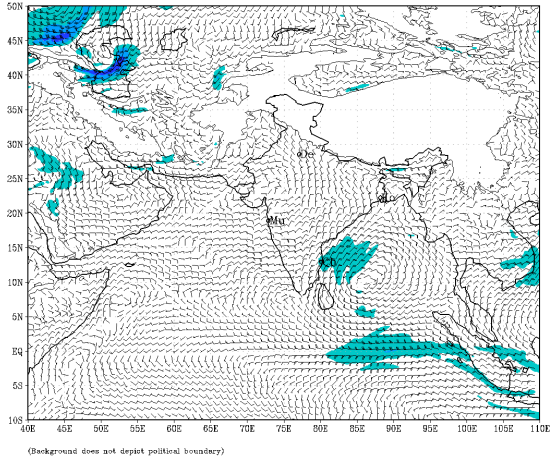 50N
45N
40N
35N
30N
25N
20N
15N
10N
5N
EQ
5S
10S
De
Mu
40E 45E 50E 55E 60E 65E 70E 75E 80E 85E 90E 95E 100E 105E 110E
(Background does not depict political boundary)